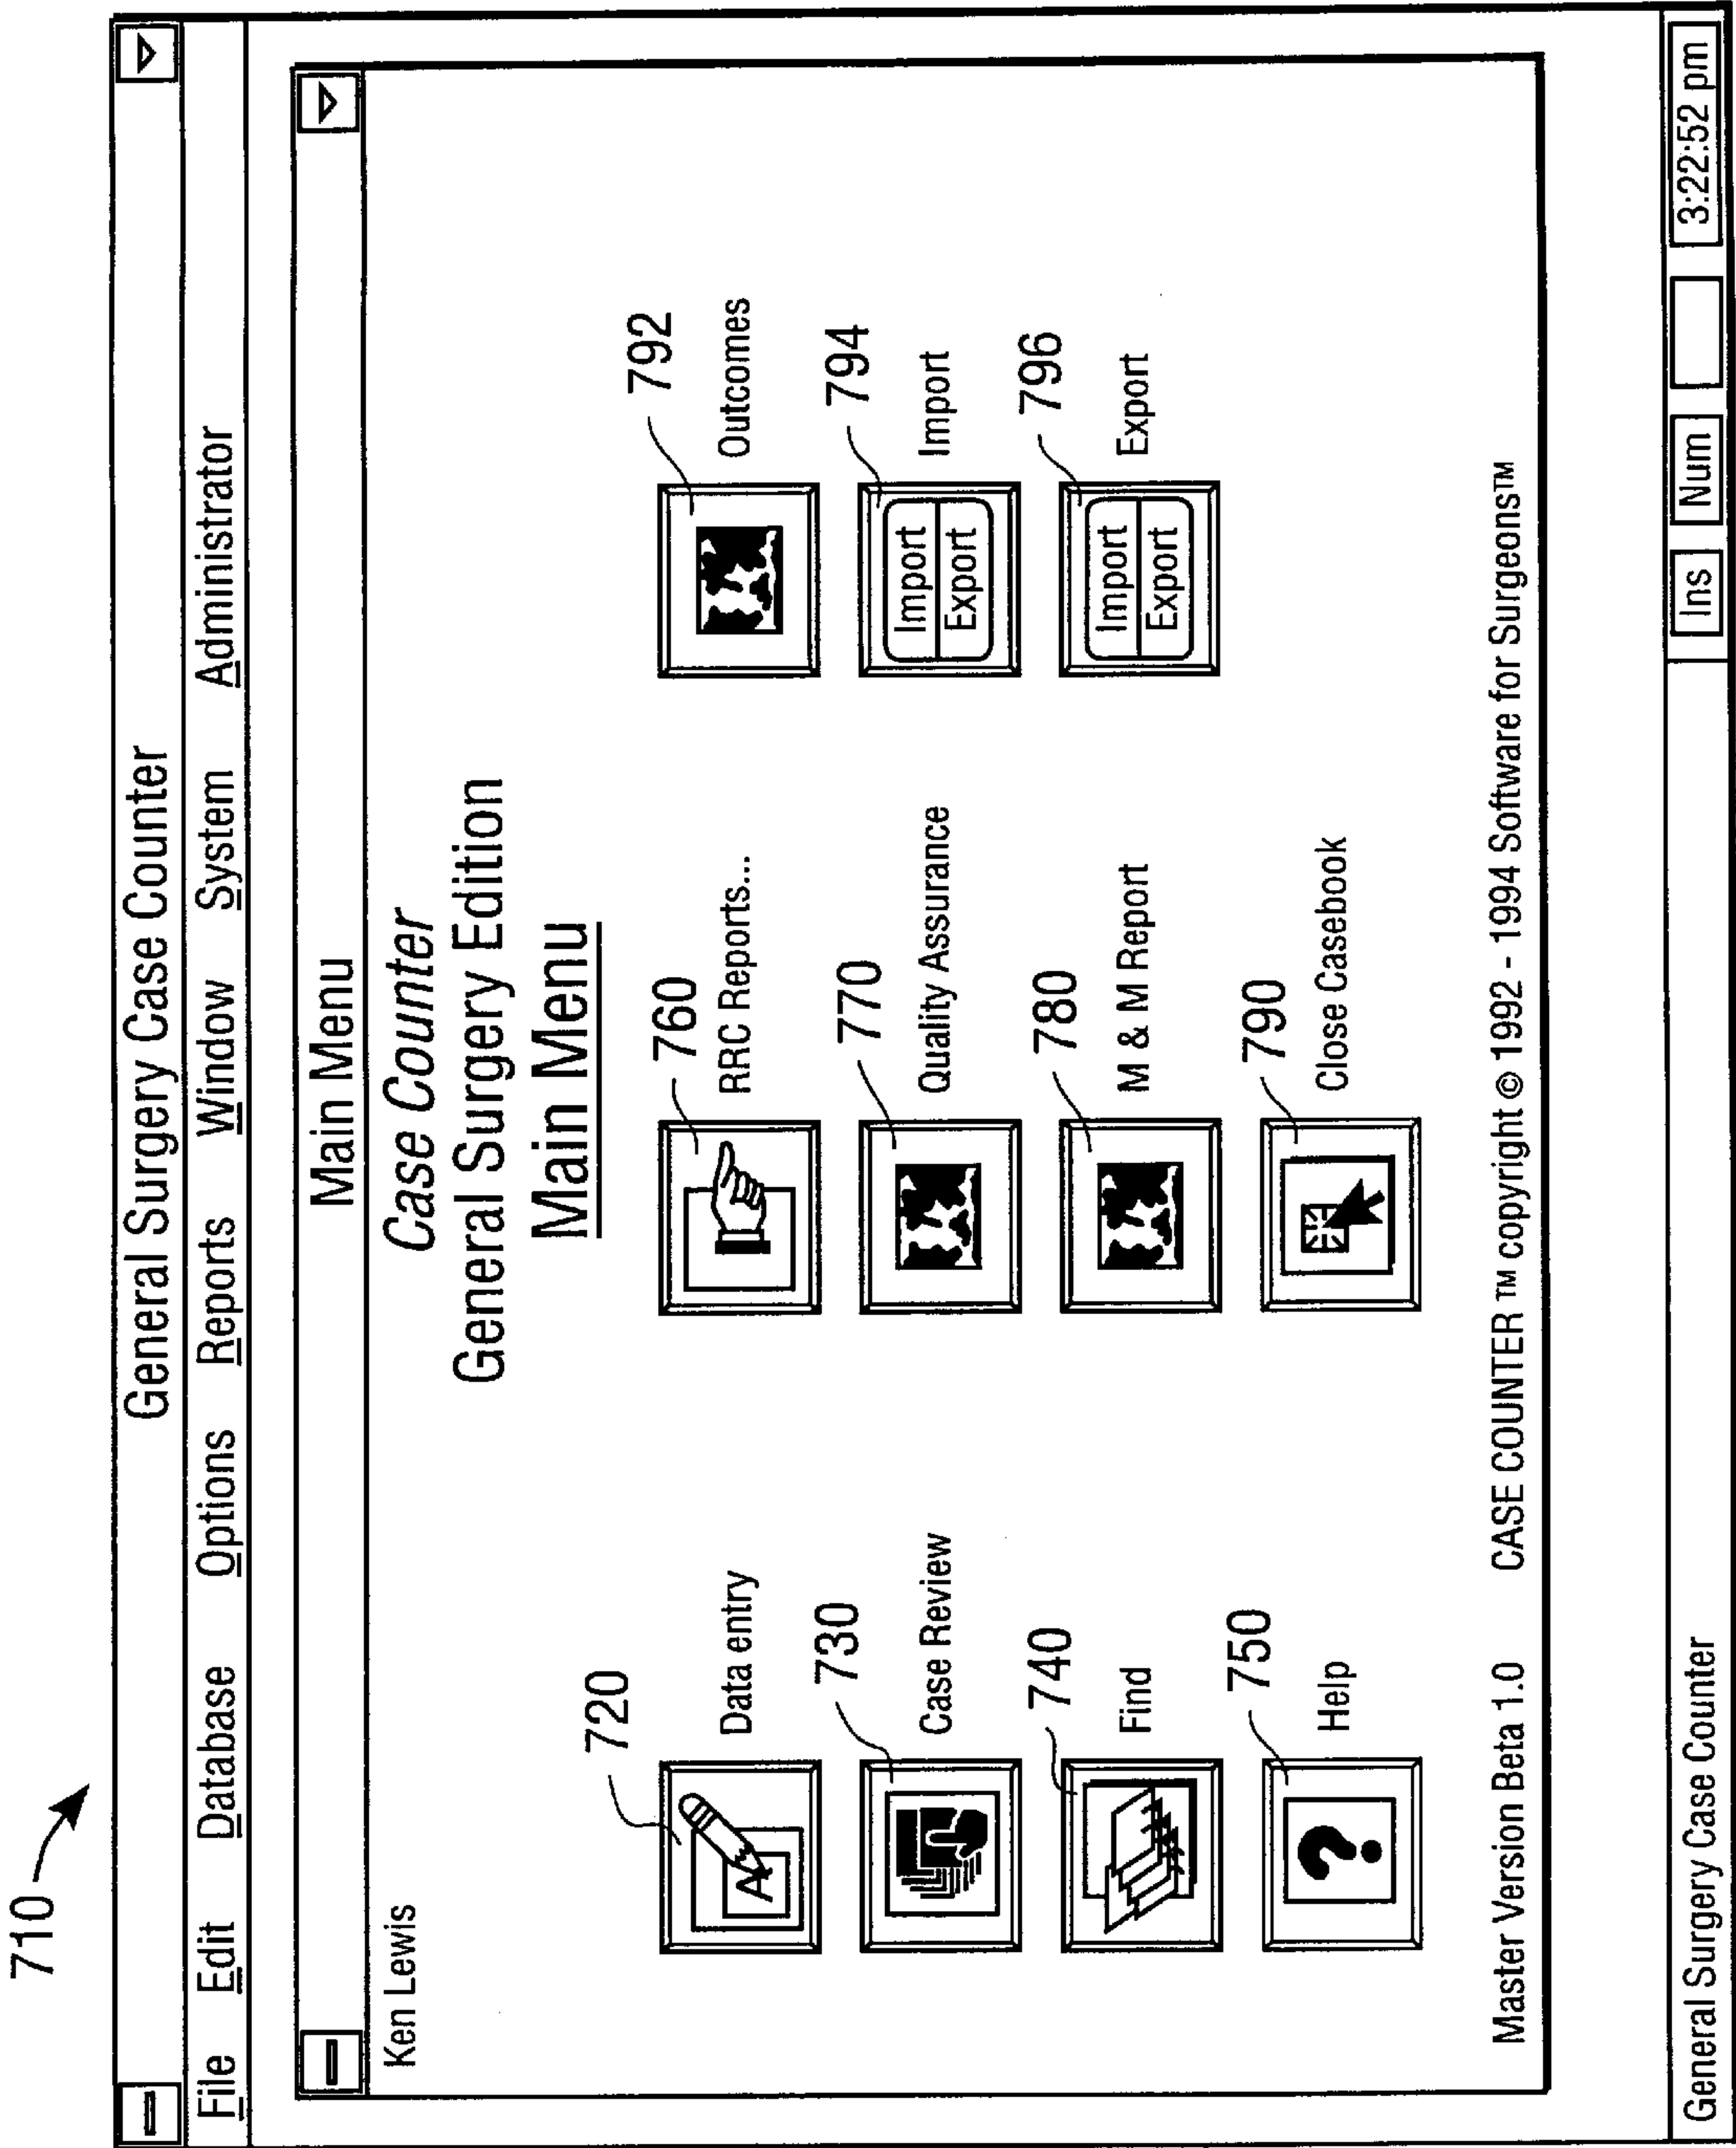 710
General Surgery Case Counter
File Edit Database Options Reports Window System Administrator
Main Menu
Ken Lewis
Case Counter
General Surgery Edition
Main Menu
720 Data entry
760 RRC Reports...
792 Outcomes
730 Case Review
770 Quality Assurance
Import
Export
794 Import
740 Find
780 M & M Report
Import
Export
796 Export
A
?
750 Help
790 Close Casebook
Master Version Beta 1.0 CASE COUNTER ™ copyright © 1992 - 1994 Software for Surgeons™
General Surgery Case Counter Ins Num 3:22:52 pm